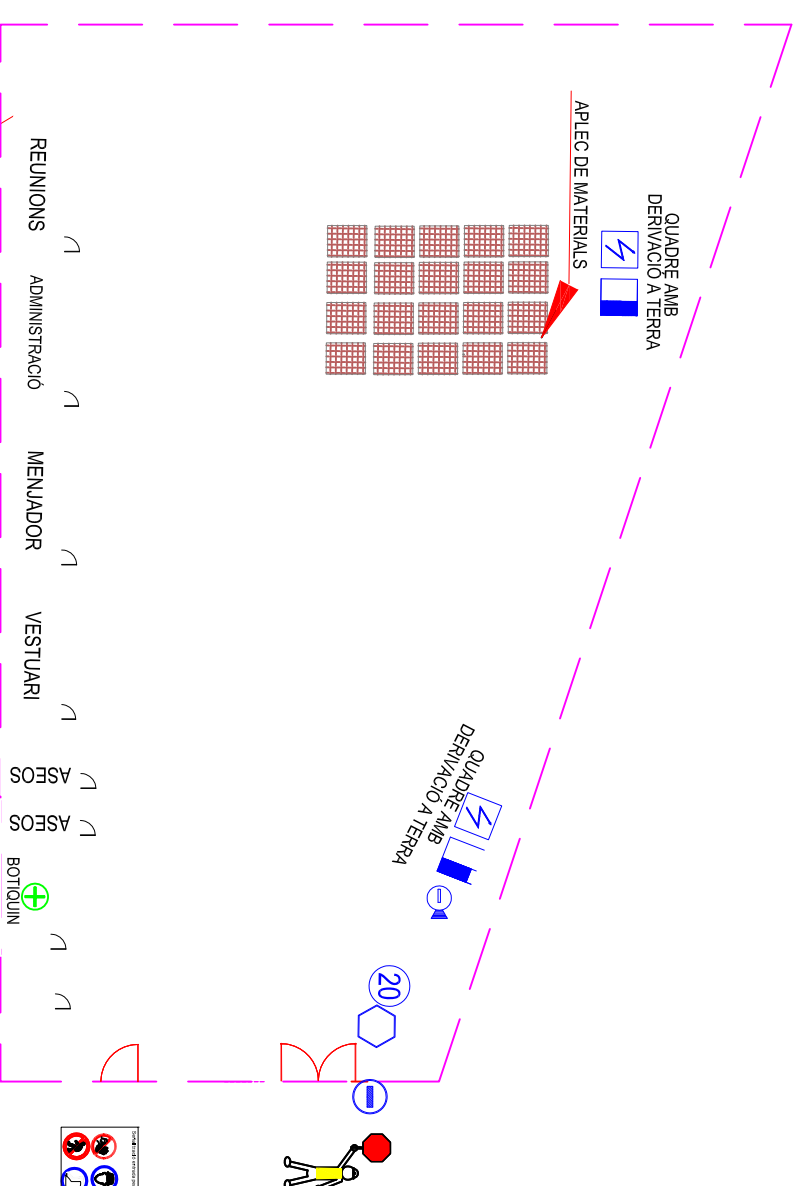 REUNIONS
ADMINISTRACIÓ
MENJADOR
VESTUARI
ASEOS
ASEOS
BOTIQUIN
APLEC DE MATERIALS
QUADRE AMB
DERIVACIÓ A TERRA
QUADRE AMB
DERIVACIÓ A TERRA
20